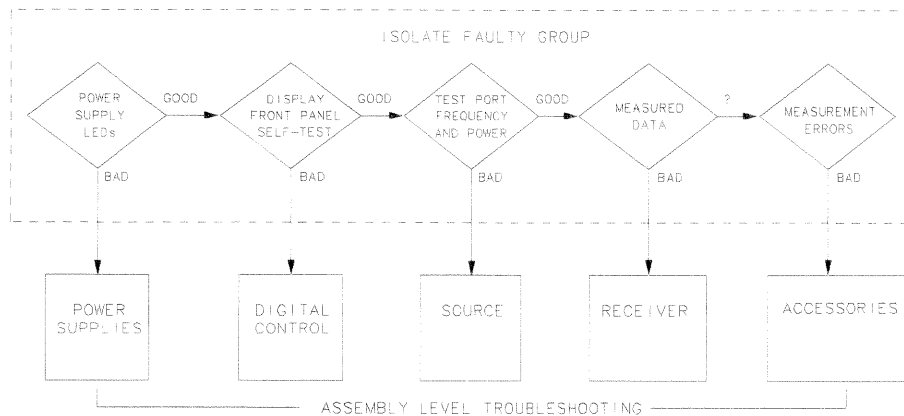 ISOLATE FAULTY GROUP
POWER
SUPPLY
LEDs
GOOD
DISPLAY
FRONT PANEL
SELF-TEST
GOOD
TEST PORT
FREQUENCY
AND POWER
GOOD
MEASURED
DATA
?
MEASUREMENT
ERRORS
BAD
BAD
BAD
BAD
BAD
POWER
SUPPLIES
DIGITAL
CONTROL
SOURCE
RECEIVER
ACCESSORIES
ASSEMBLY LEVEL TROUBLESHOOTING